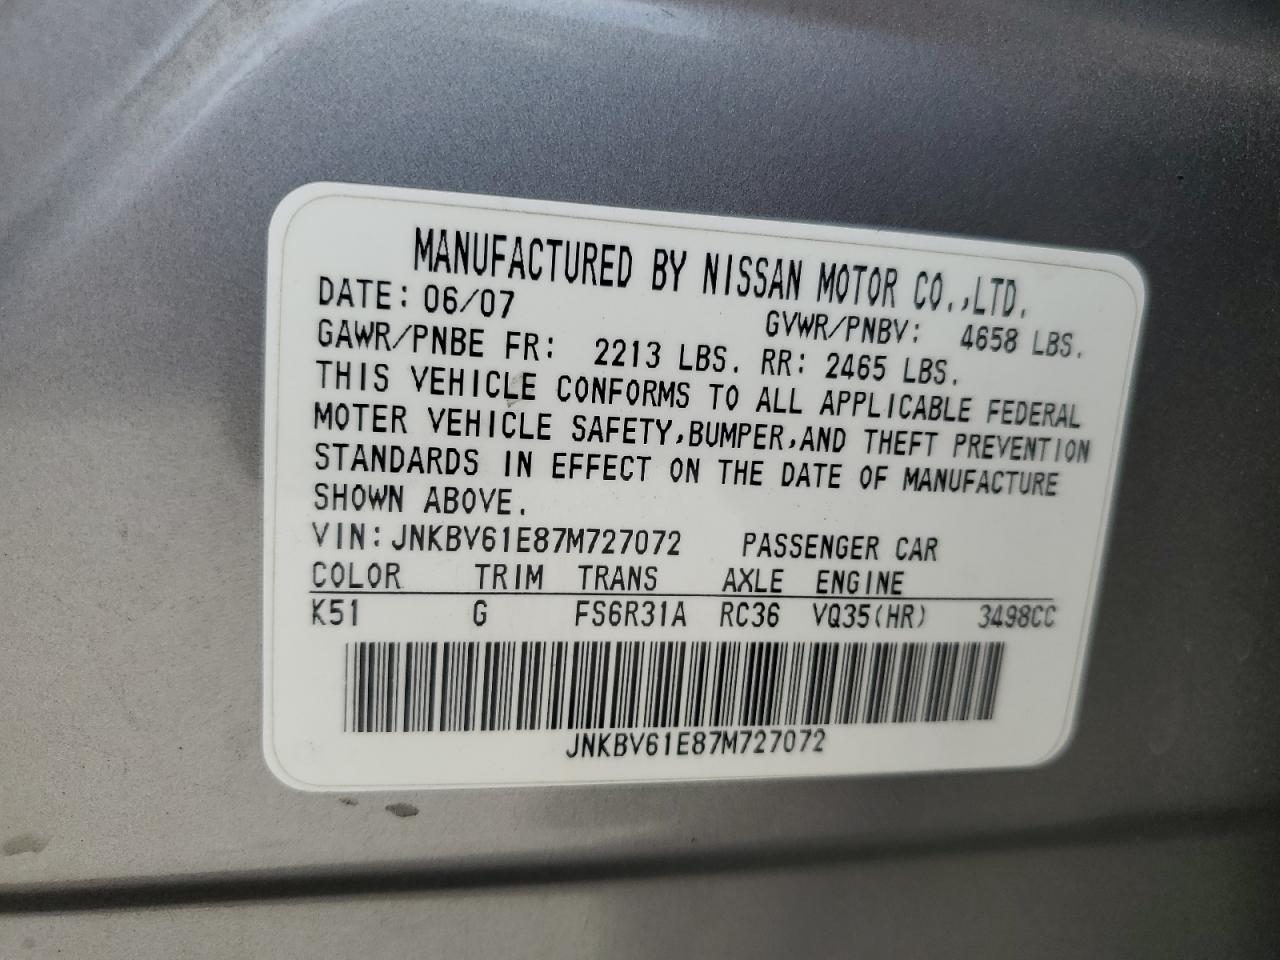 MANUFACTURED BY NISSAN MOTOR CO.,LTD.
DATE: 06/07 GVWR/PNBV: 4658 LBS.
GAWR/PNBE FR: 2213 LBS. RR: 2465 LBS.
THIS VEHICLE CONFORMS TO ALL APPLICABLE FEDERAL
MOTER VEHICLE SAFETY,BUMPER,AND THEFT PREVENTION
STANDARDS IN EFFECT ON THE DATE OF MANUFACTURE
SHOWN ABOVE.
VIN: JNKBV61E87M727072 PASSENGER CAR
COLOR TRIM TRANS AXLE ENGINE
K51 G FS6R31A RC36 VQ35(HR) 3498CC
JNKBV61E87M727072